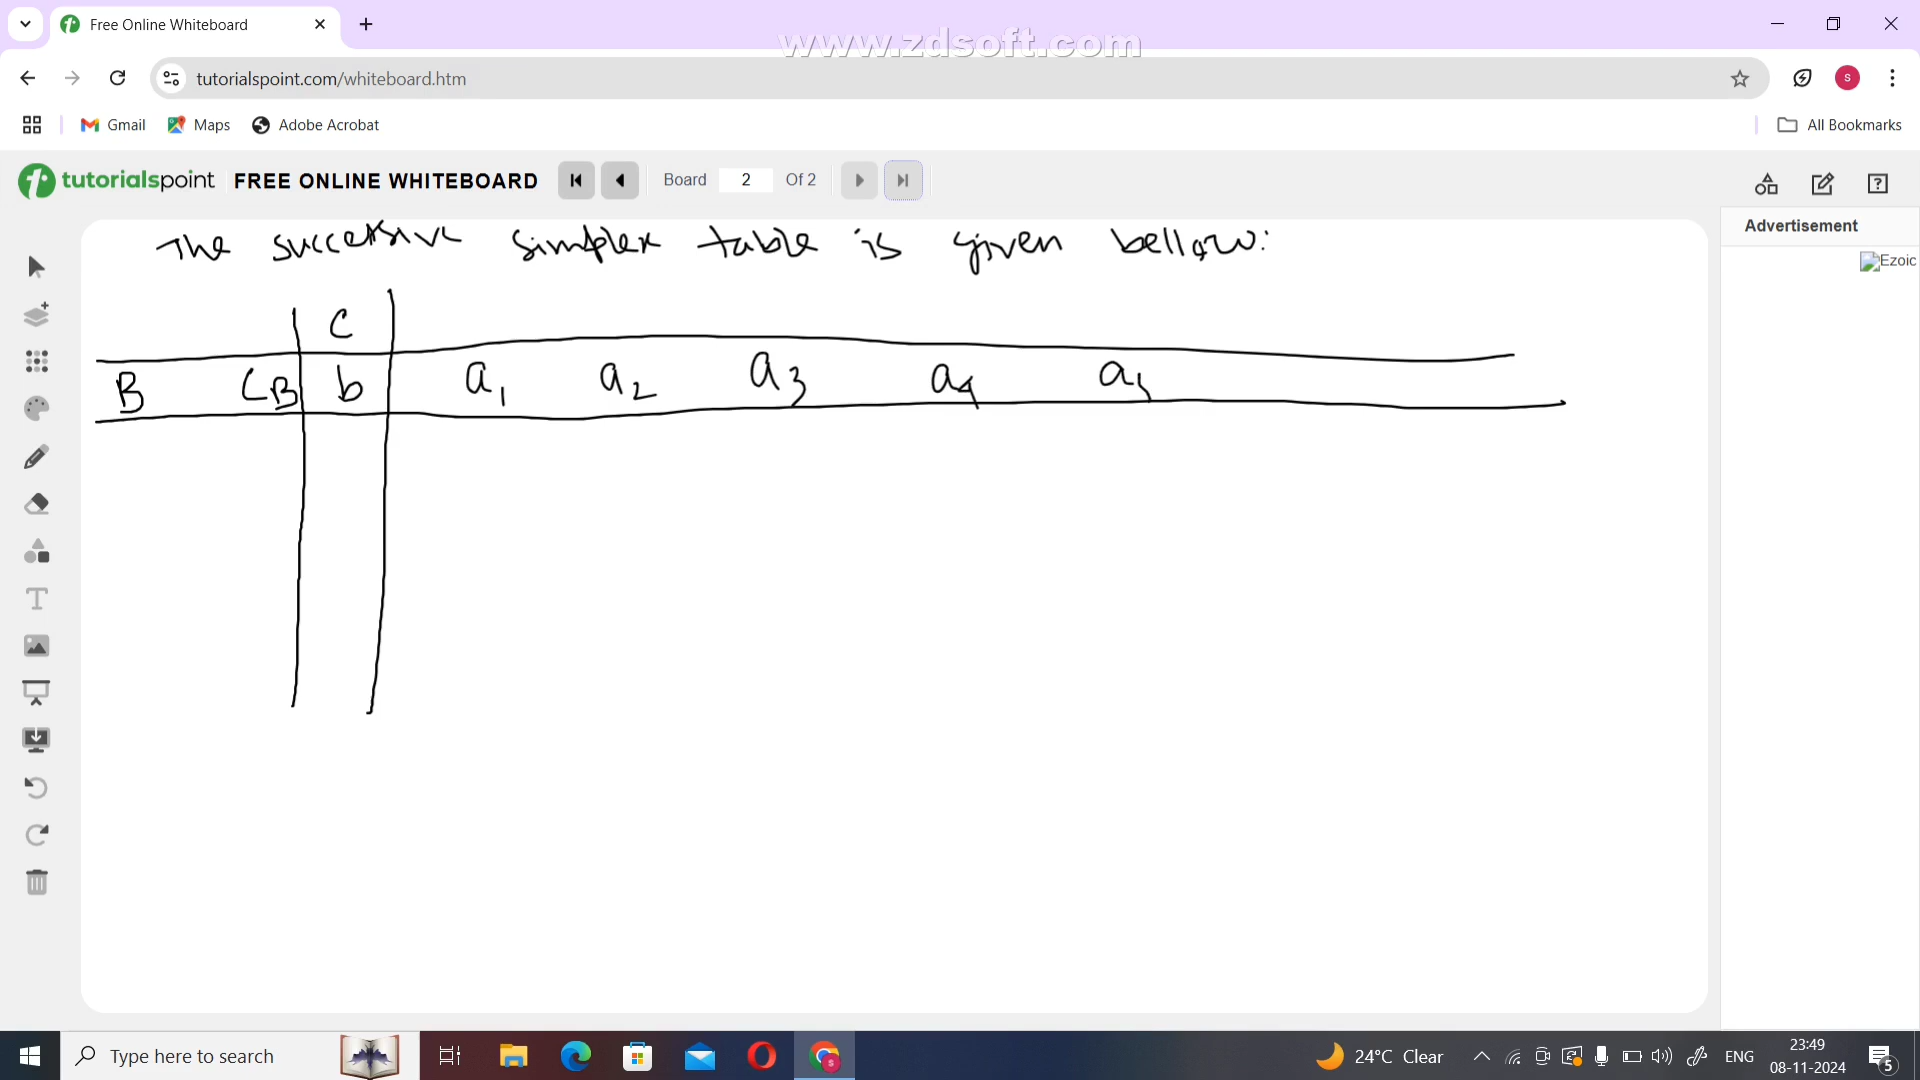 Free Online Whiteboard
www.zdsoft.com
tutorialspoint.com/whiteboard.htm
S
Gmail Maps Adobe Acrobat All Bookmarks
tutorialspoint FREE ONLINE WHITEBOARD Board 2 Of 2
Advertisement
Ezoic
The successive simplex table is given bellow:
C
B CB b a1 a2 a3 a4 a5
Type here to search
24°C Clear ENG 23:49
08-11-2024 5